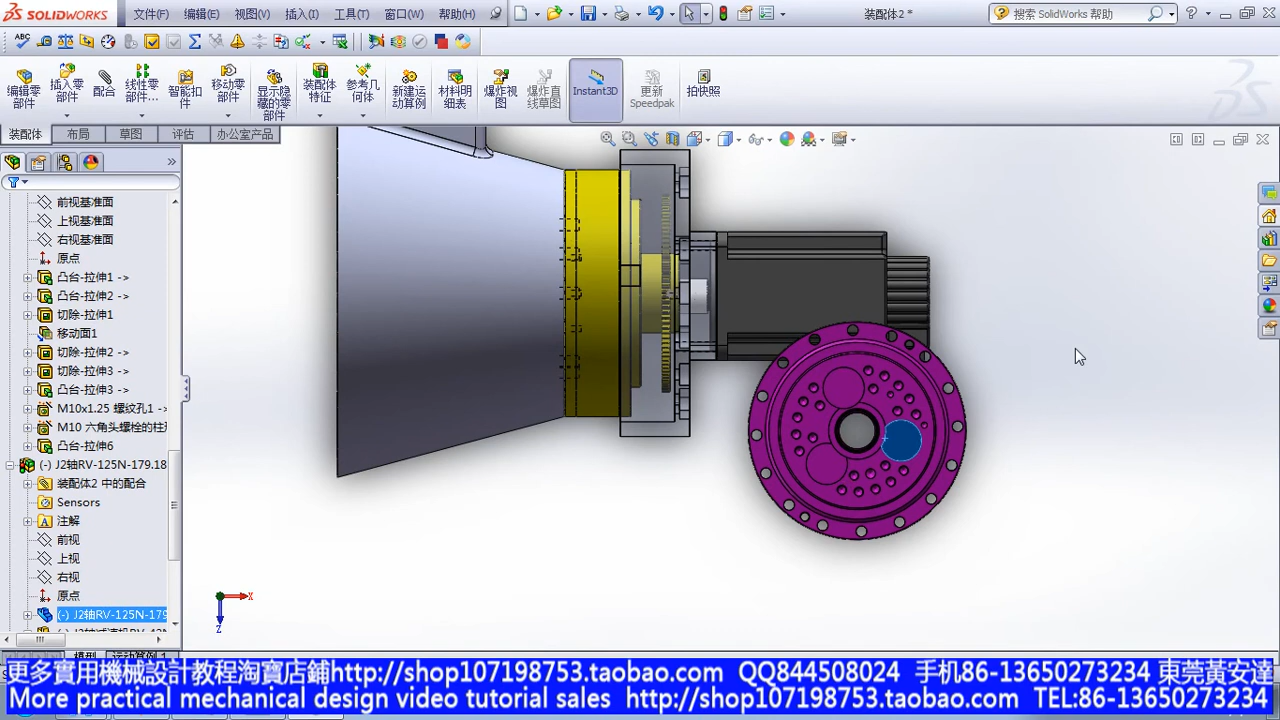 SOLIDWORKS 文件(F) 编辑(E) 视图(V) 插入(I) 工具(T) 窗口(W) 帮助(H) 装配体2 * 搜索 SolidWorks 帮助
编辑零部件 插入零部件 配合 线性零部件... 智能扣件 移动零部件 显示隐藏的零部件 装配体特征 参考几何体 新建运动算例 材料明细表 爆炸视图 爆炸直线草图 Instant3D 更新Speedpak 拍快照
装配体 布局 草图 评估 办公室产品
前视基准面
上视基准面
右视基准面
原点
凸台-拉伸1 ->
凸台-拉伸2 ->
切除-拉伸1
移动面1
切除-拉伸2 ->
切除-拉伸3 ->
凸台-拉伸3 ->
M10x1.25 螺纹孔1 ->
M10 六角头螺栓的柱形
凸台-拉伸6
(-) J2轴RV-125N-179.18
装配体2 中的配合
Sensors
注解
前视
上视
右视
原点
(-) J2轴RV-125N-179
X
Z
模型 运动算例1
更多實用機械設計教程淘寶店鋪http://shop107198753.taobao.com QQ844508024 手机86-13650273234 東莞黃安達
More practical mechanical design video tutorial sales http://shop107198753.taobao.com TEL:86-13650273234